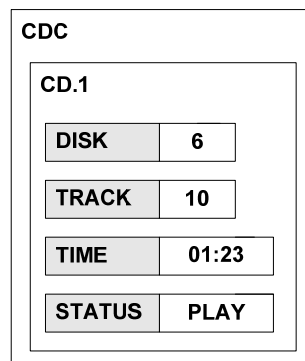 CDC
CD.1
DISK 6
TRACK 10
TIME 01:23
STATUS PLAY